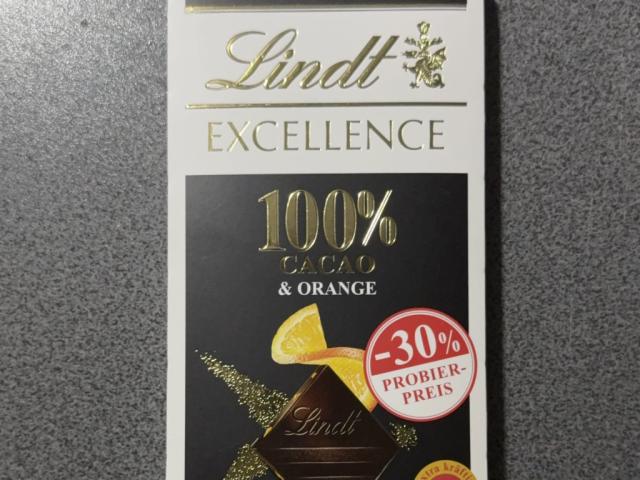 Lindt
EXCELLENCE
100%
CACAO
& ORANGE
-30%
PROBIER-
PREIS
Lindt